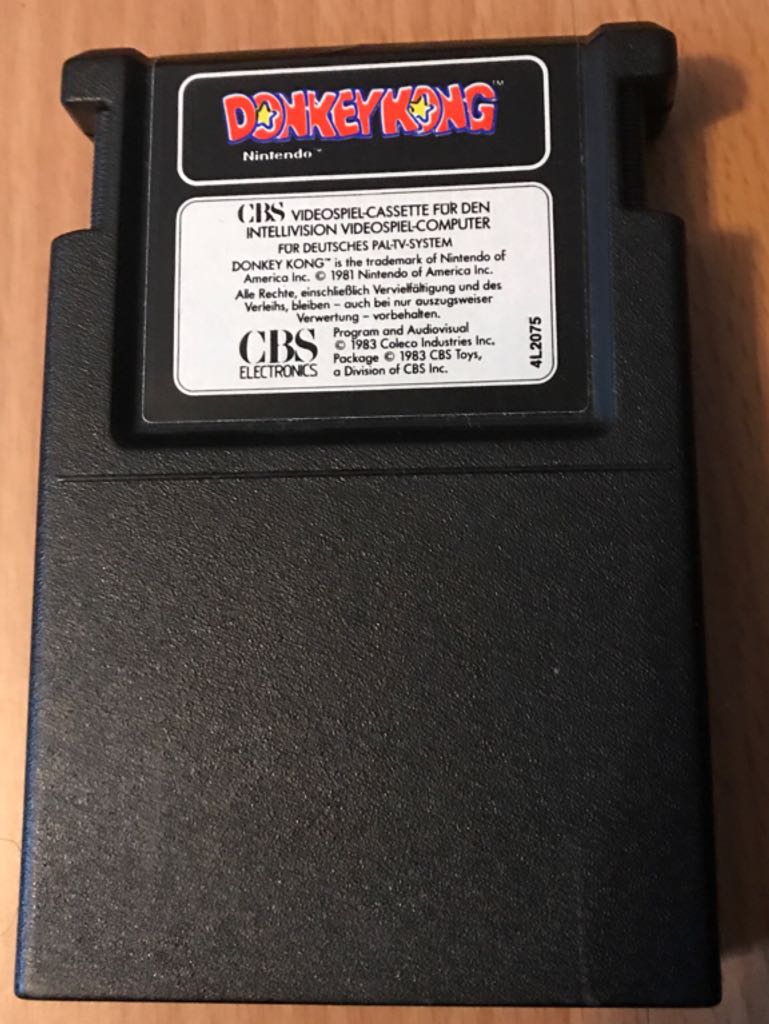 DONKEY KONG™
Nintendo™
CBS VIDEOSPIEL-CASSETTE FÜR DEN
INTELLIVISION VIDEOSPIEL-COMPUTER
FÜR DEUTSCHES PAL-TV-SYSTEM
DONKEY KONG™ is the trademark of Nintendo of
America Inc. © 1981 Nintendo of America Inc.
Alle Rechte, einschließlich Vervielfältigung und des
Verleihs, bleiben – auch bei nur auszugsweiser
Verwertung – vorbehalten.
CBS
ELECTRONICS
Program and Audiovisual
© 1983 Coleco Industries Inc.
Package © 1983 CBS Toys,
a Division of CBS Inc.
4L2075